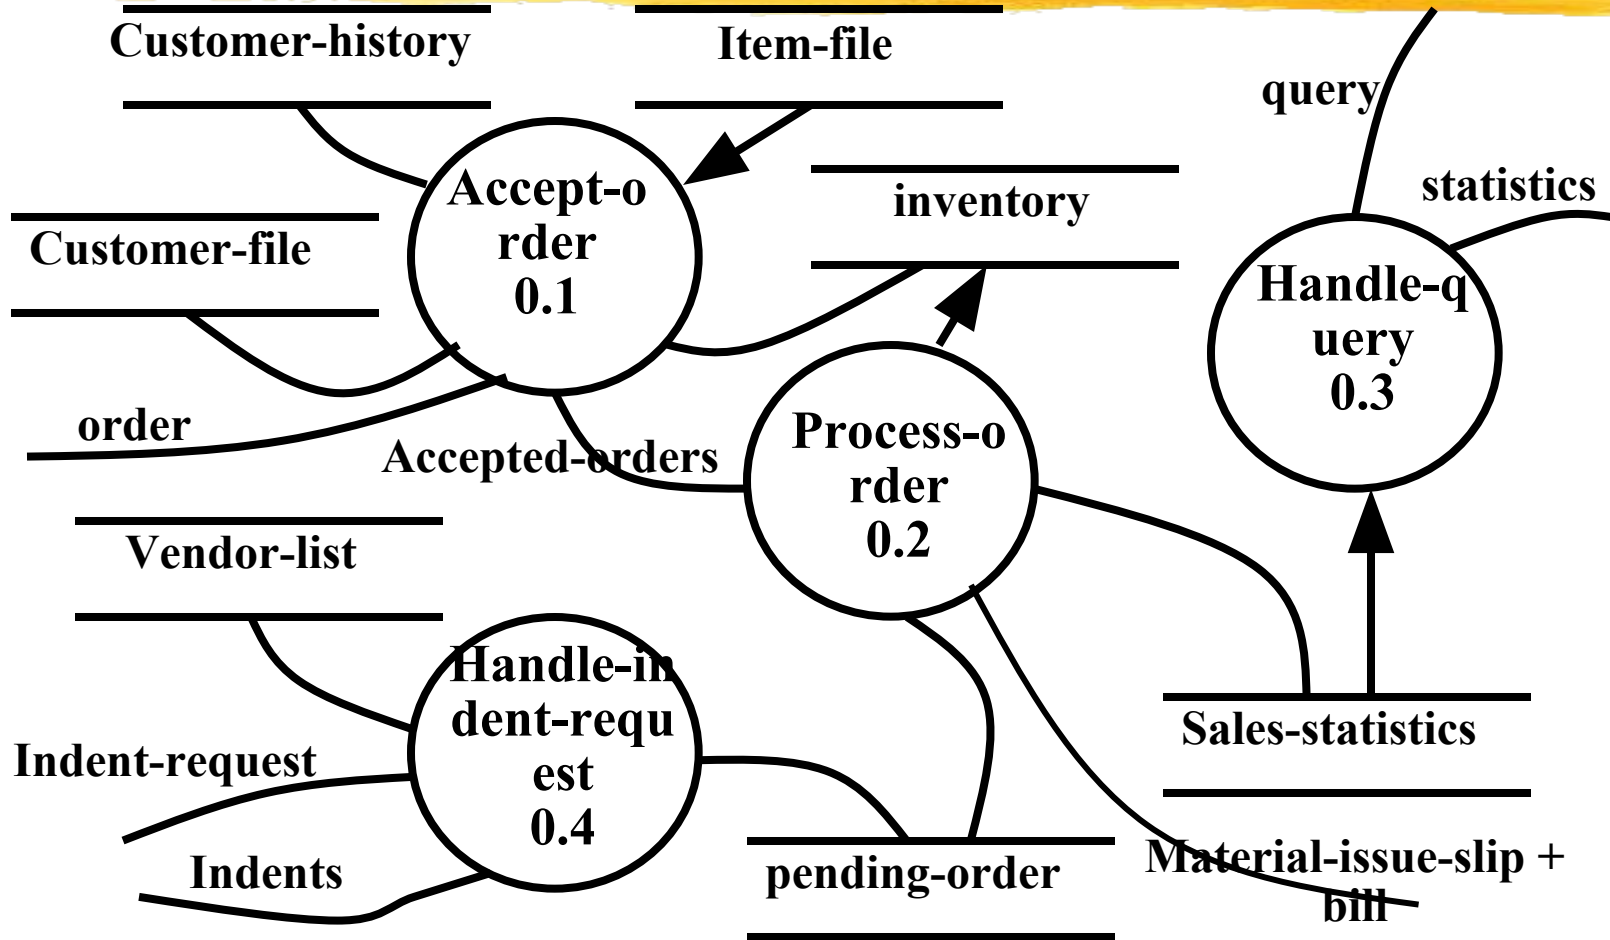 Customer-history
Item-file
query
Accept-o
rder
0.1
inventory
statistics
Customer-file
Handle-q
uery
0.3
order
Accepted-orders
Process-o
rder
0.2
Vendor-list
Handle-in
dent-requ
est
0.4
Indent-request
Sales-statistics
Indents
pending-order
Material-issue-slip +
bill